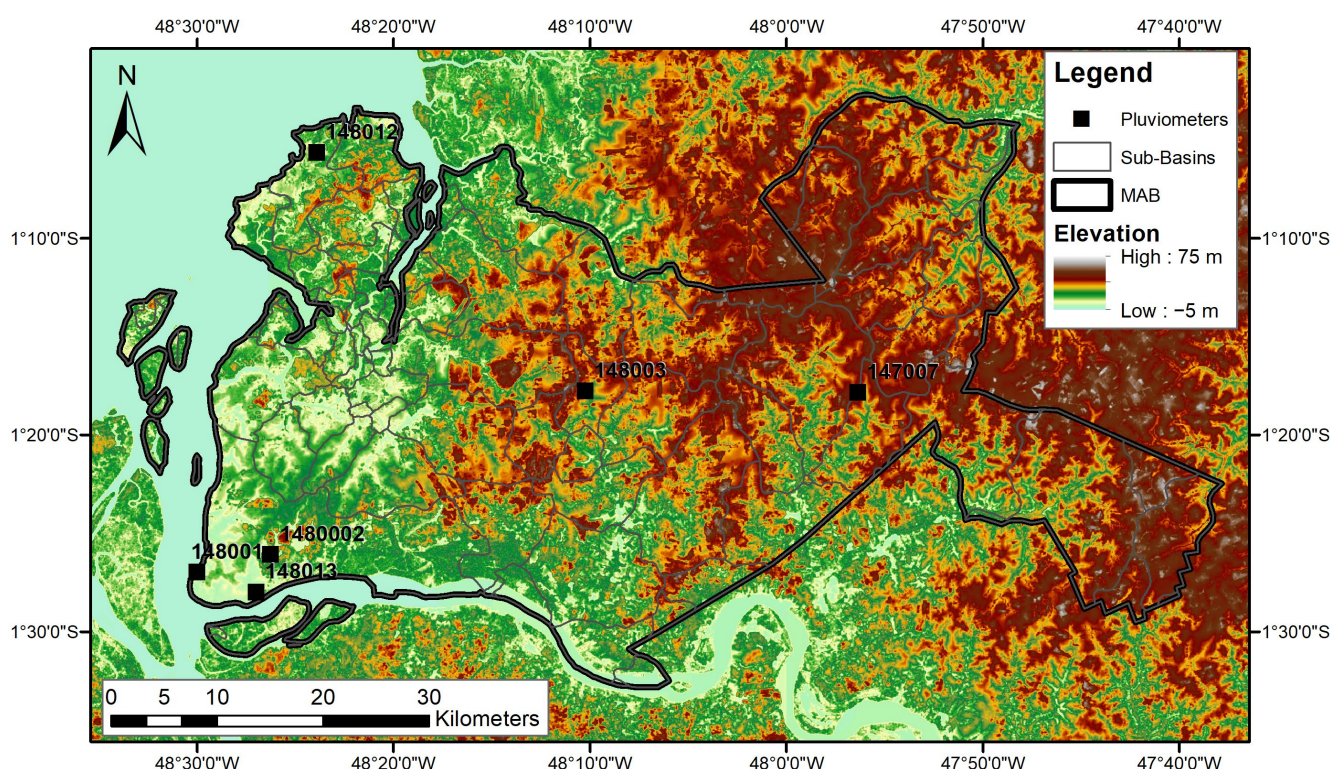 48°30'0"W 48°20'0"W 48°10'0"W 48°0'0"W 47°50'0"W 47°40'0"W
N
Legend
Pluviometers
Sub-Basins
MAB
Elevation
High : 75 m
Low : −5 m
148012
1°10'0"S 1°10'0"S
148003
147007
1°20'0"S 1°20'0"S
1480002
148001
148013
1°30'0"S 1°30'0"S
0 5 10 20 30
Kilometers
48°30'0"W 48°20'0"W 48°10'0"W 48°0'0"W 47°50'0"W 47°40'0"W